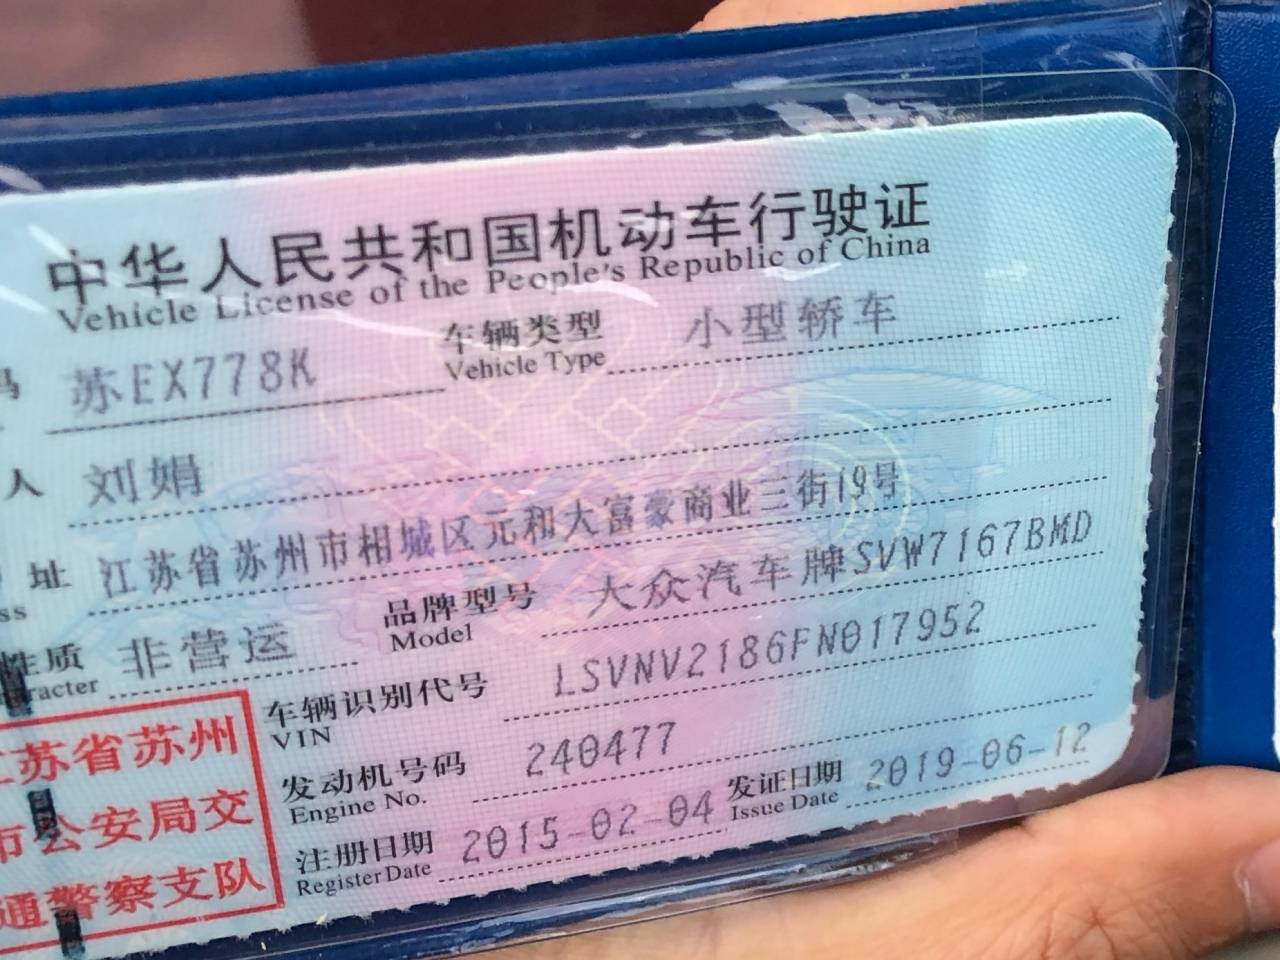 中华人民共和国机动车行驶证
Vehicle License of the People's Republic of China
码 苏EX778K 车辆类型 小型轿车
Vehicle Type
人 刘娟
址 江苏省苏州市相城区元和大富豪商业三街19号
ss
性质 非营运 品牌型号 大众汽车牌SVW7167BMD
racter Model
车辆识别代号 LSVNV2186FN017952
VIN
江苏省苏州
市公安局交
通警察支队
发动机号码 240477
Engine No.
注册日期 2015-02-04 发证日期 2019-06-12
Register Date Issue Date